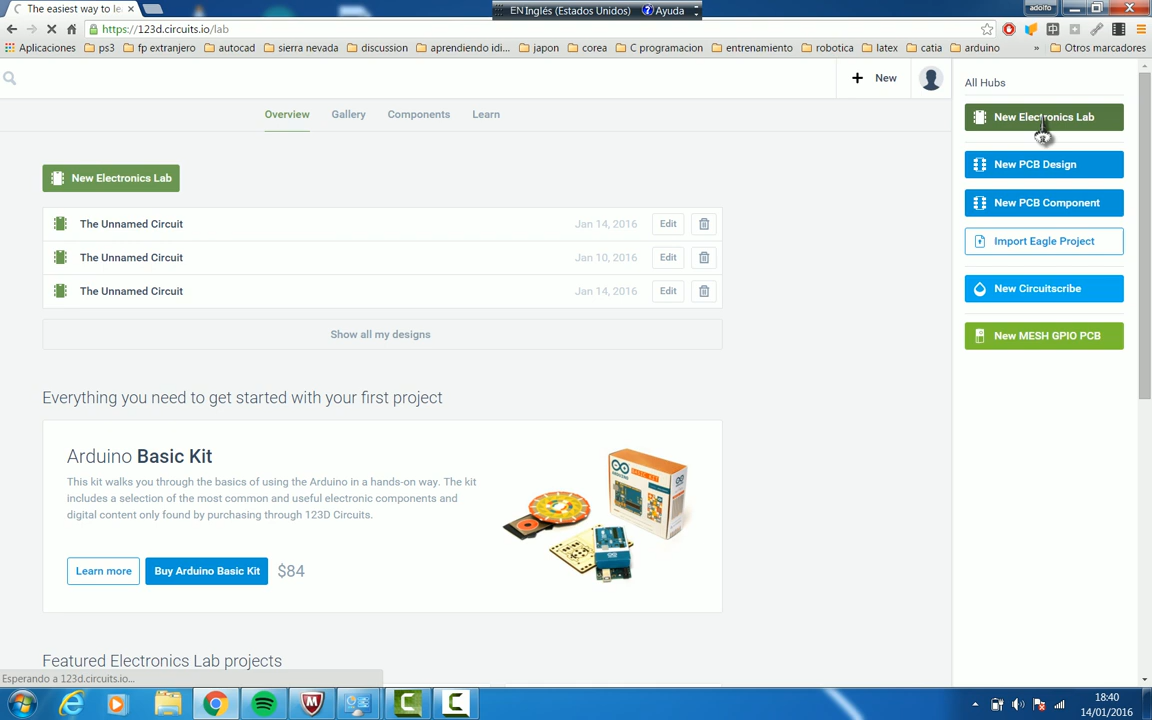 The easiest way to le
EN Inglés (Estados Unidos) Ayuda
adolfo
https://123d.circuits.io/lab
Aplicaciones ps3 fp extranjero autocad sierra nevada discussion aprendiendo idi... japon corea C programacion entrenamiento robotica latex catia arduino » Otros marcadores
+ New
All Hubs
Overview Gallery Components Learn
New Electronics Lab
New PCB Design
New PCB Component
Import Eagle Project
New Circuitscribe
New MESH GPIO PCB
New Electronics Lab
The Unnamed Circuit Jan 14, 2016 Edit
The Unnamed Circuit Jan 10, 2016 Edit
The Unnamed Circuit Jan 14, 2016 Edit
Show all my designs
Everything you need to get started with your first project
Arduino Basic Kit
This kit walks you through the basics of using the Arduino in a hands-on way. The kit
includes a selection of the most common and useful electronic components and
digital content only found by purchasing through 123D Circuits.
Learn more Buy Arduino Basic Kit $84
Featured Electronics Lab projects
Esperando a 123d.circuits.io...
18:40
14/01/2016